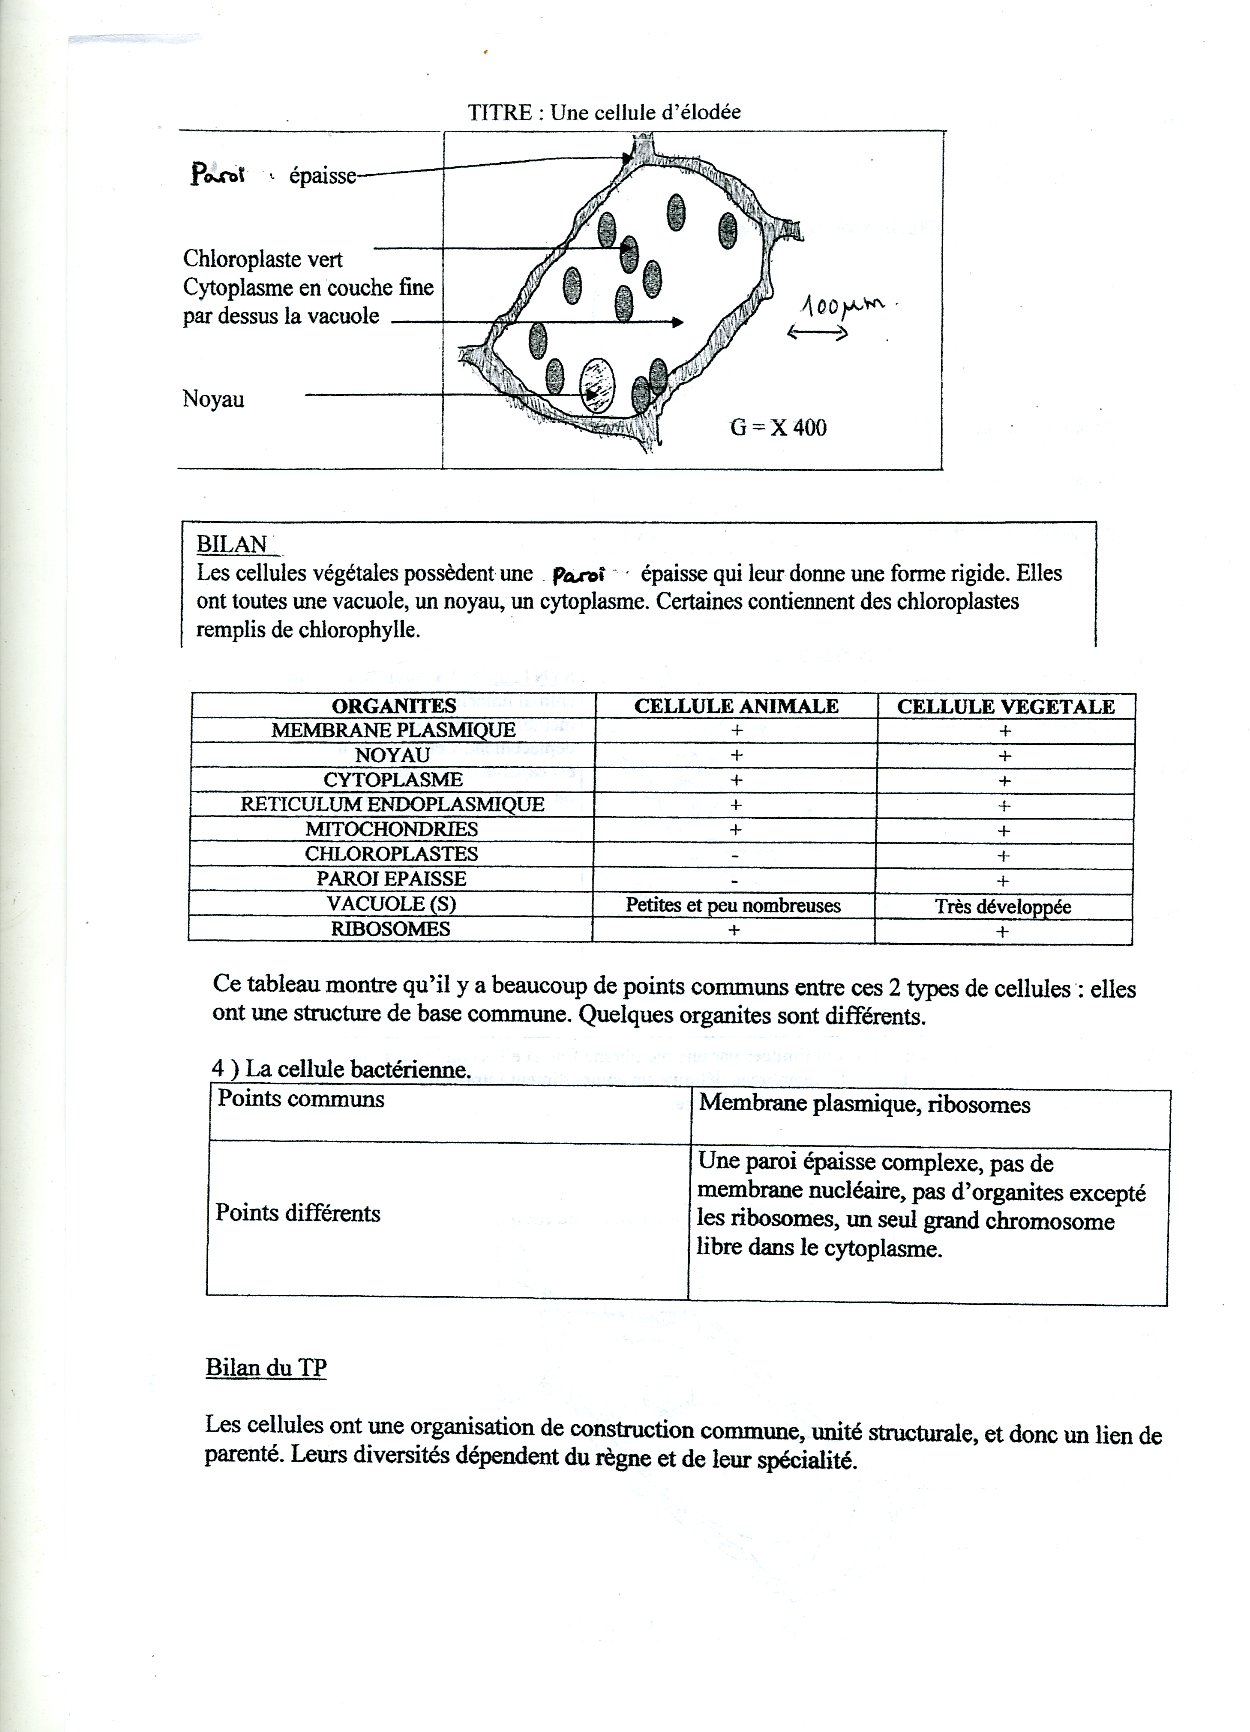 TITRE : Une cellule d'élodée
Paroi épaisse
Chloroplaste vert
Cytoplasme en couche fine
par dessus la vacuole
100µm.
Noyau
G = X 400
BILAN
Les cellules végétales possèdent une Paroi épaisse qui leur donne une forme rigide. Elles
ont toutes une vacuole, un noyau, un cytoplasme. Certaines contiennent des chloroplastes
remplis de chlorophylle.
ORGANITES CELLULE ANIMALE CELLULE VEGETALE
MEMBRANE PLASMIQUE + +
NOYAU + +
CYTOPLASME + +
RETICULUM ENDOPLASMIQUE + +
MITOCHONDRIES + +
CHLOROPLASTES - +
PAROI EPAISSE - +
VACUOLE (S) Petites et peu nombreuses Très développée
RIBOSOMES + +
Ce tableau montre qu'il y a beaucoup de points communs entre ces 2 types de cellules : elles
ont une structure de base commune. Quelques organites sont différents.
4 ) La cellule bactérienne.
Points communs Membrane plasmique, ribosomes
Points différents
Une paroi épaisse complexe, pas de
membrane nucléaire, pas d'organites excepté
les ribosomes, un seul grand chromosome
libre dans le cytoplasme.
Bilan du TP
Les cellules ont une organisation de construction commune, unité structurale, et donc un lien de
parenté. Leurs diversités dépendent du règne et de leur spécialité.